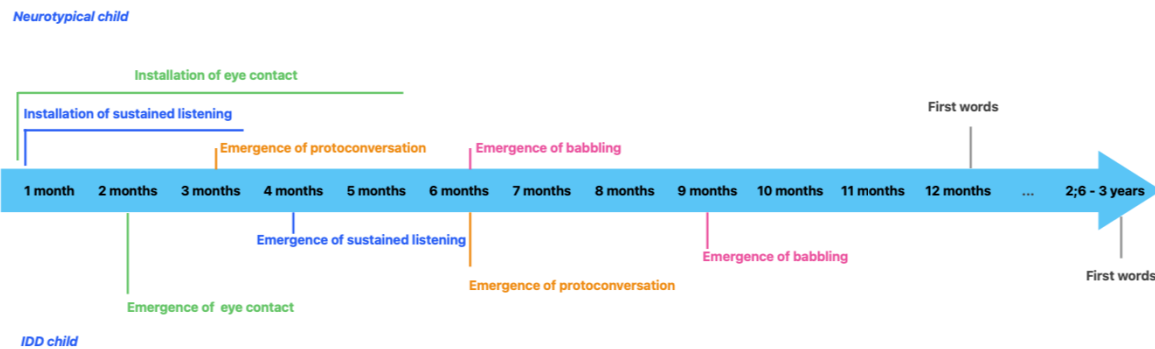 Neurotypical child
Installation of eye contact
Installation of sustained listening
First words
Emergence of protoconversation
Emergence of babbling
1 month 2 months 3 months 4 months 5 months 6 months 7 months 8 months 9 months 10 months 11 months 12 months ... 2;6 - 3 years
Emergence of sustained listening
Emergence of babbling
First words
Emergence of protoconversation
Emergence of eye contact
IDD child